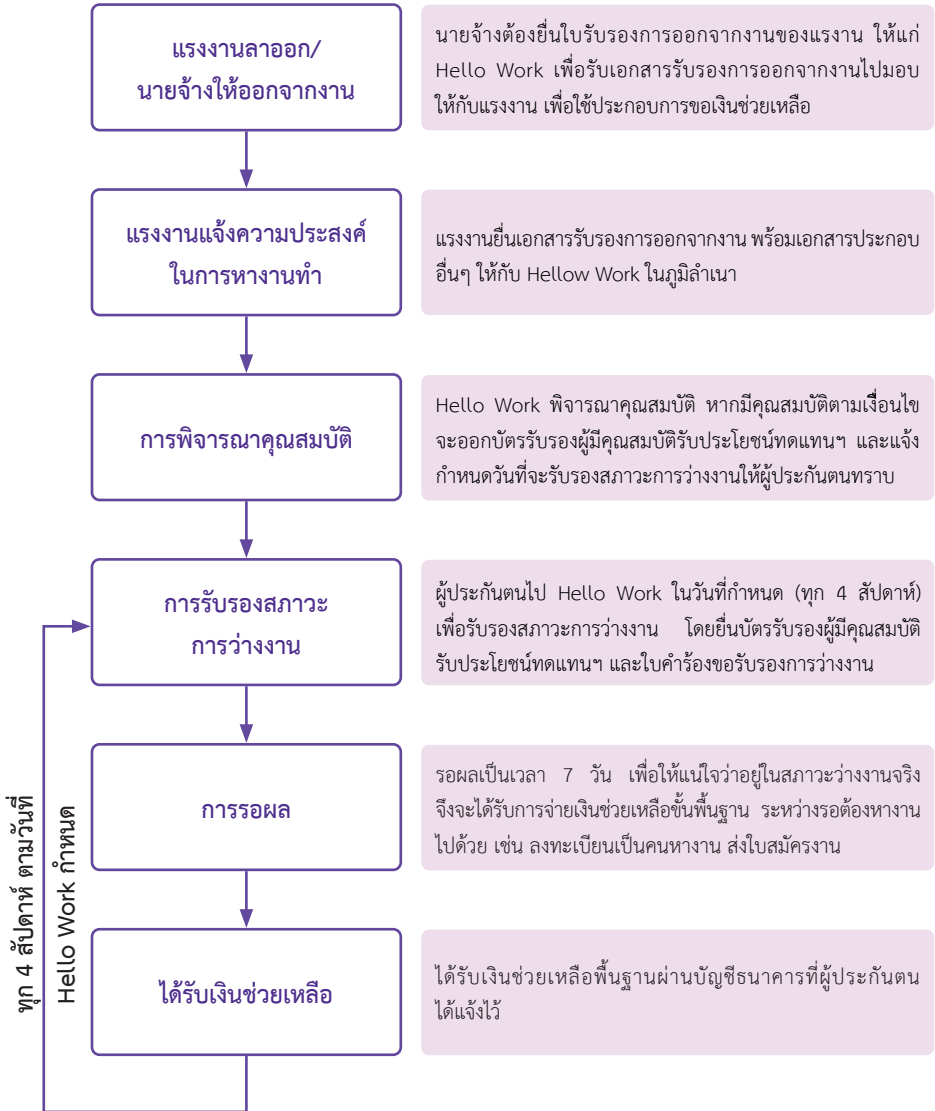 แรงงานลาออก/
นายจ้างให้ออกจากงาน
นายจ้างต้องยื่นใบรับรองการออกจากงานของแรงาน ให้แก่
Hello Work เพื่อรับเอกสารรับรองการออกจากงานไปมอบ
ให้กับแรงงาน เพื่อใช้ประกอบการขอเงินช่วยเหลือ
แรงงานแจ้งความประสงค์
ในการหางานทำ
แรงงานยื่นเอกสารรับรองการออกจากงาน พร้อมเอกสารประกอบ
อื่นๆ ให้กับ Hellow Work ในภูมิลำเนา
การพิจารณาคุณสมบัติ
Hello Work พิจารณาคุณสมบัติ หากมีคุณสมบัติตามเงื่อนไข
จะออกบัตรรับรองผู้มีคุณสมบัติรับประโยชน์ทดแทนฯ และแจ้ง
กำหนดวันที่จะรับรองสภาวะการว่างงานให้ผู้ประกันตนทราบ
การรับรองสภาวะ
การว่างงาน
ผู้ประกันตนไป Hello Work ในวันที่กำหนด (ทุก 4 สัปดาห์)
เพื่อรับรองสภาวะการว่างงาน โดยยื่นบัตรรับรองผู้มีคุณสมบัติ
รับประโยชน์ทดแทนฯ และใบคำร้องขอรับรองการว่างงาน
การรอผล
รอผลเป็นเวลา 7 วัน เพื่อให้แน่ใจว่าอยู่ในสภาวะว่างงานจริง
จึงจะได้รับการจ่ายเงินช่วยเหลือขั้นพื้นฐาน ระหว่างรอต้องหางาน
ไปด้วย เช่น ลงทะเบียนเป็นคนหางาน ส่งใบสมัครงาน
ได้รับเงินช่วยเหลือ
ได้รับเงินช่วยเหลือพื้นฐานผ่านบัญชีธนาคารที่ผู้ประกันตน
ได้แจ้งไว้
ทุก 4 สัปดาห์ ตามวันที่
Hello Work กำหนด